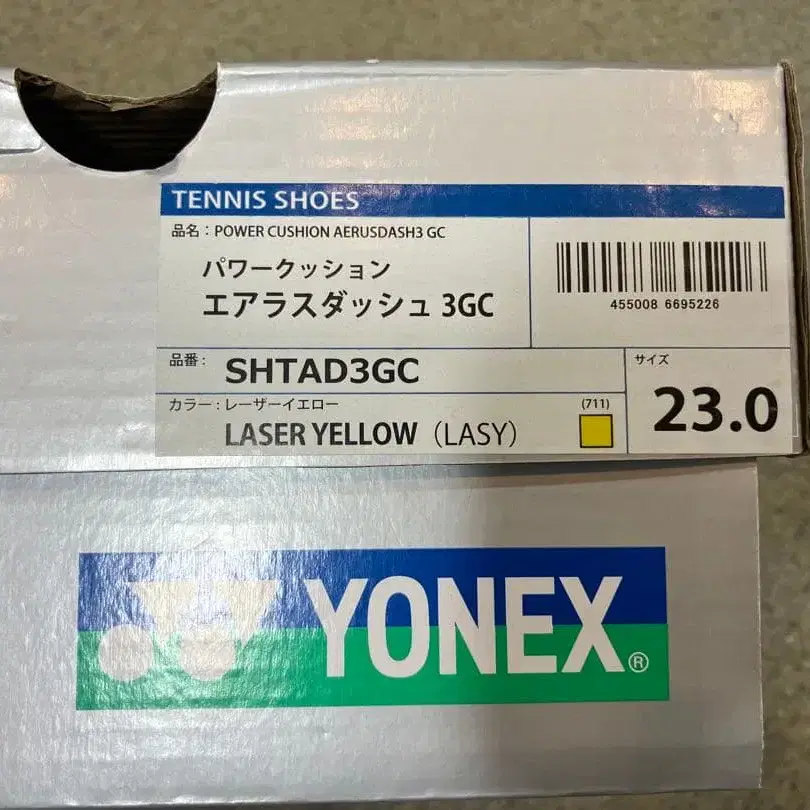 TENNIS SHOES
品名：POWER CUSHION AERUSDASH3 GC
パワークッション
エアラスダッシュ 3GC
455008 6695226
品番：
SHTAD3GC
サイズ
23.0
カラー：レーザーイエロー
(711)
LASER YELLOW（LASY）
YONEX®